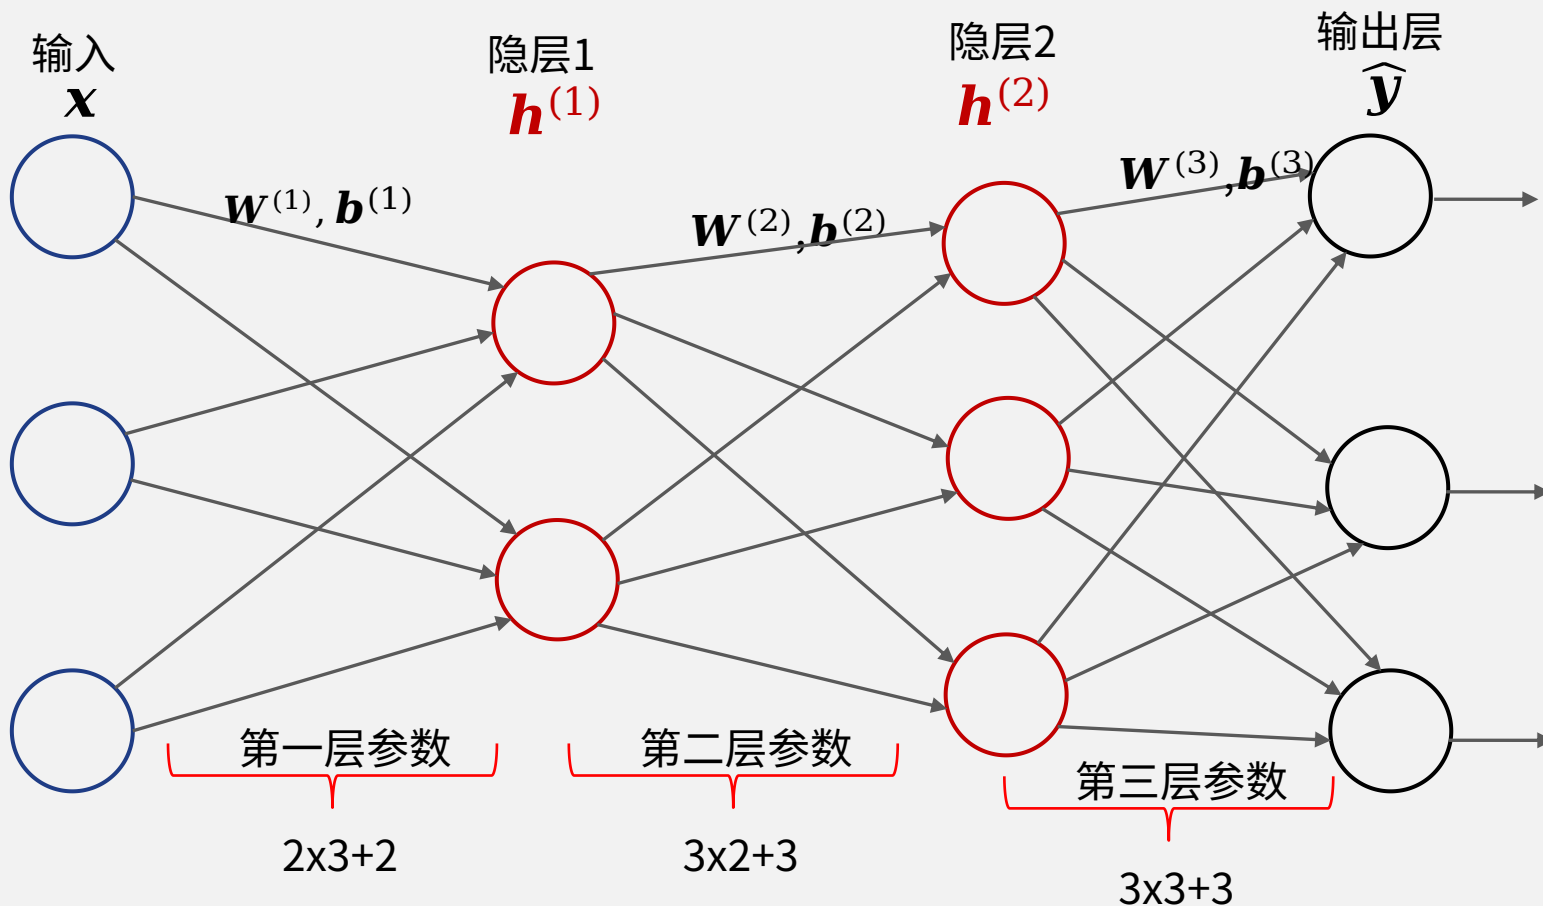 输入
x
隐层1
h^(1)
隐层2
h^(2)
输出层
ŷ
W^(1), b^(1)
W^(2),b^(2)
W^(3),b^(3)
第一层参数
2x3+2
第二层参数
3x2+3
第三层参数
3x3+3